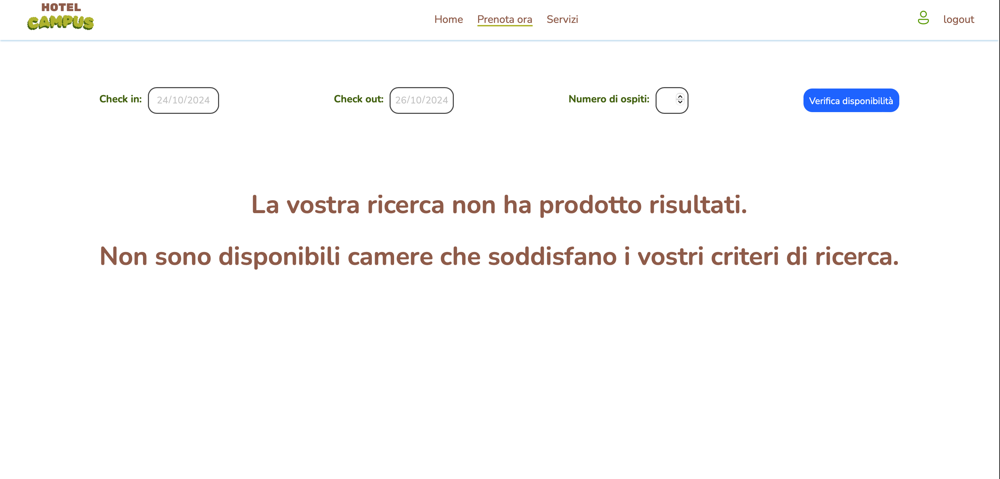 HOTEL
CAMPUS
Home Prenota ora Servizi
logout
Check in: 24/10/2024 Check out: 26/10/2024 Numero di ospiti: Verifica disponibilità
La vostra ricerca non ha prodotto risultati.
Non sono disponibili camere che soddisfano i vostri criteri di ricerca.